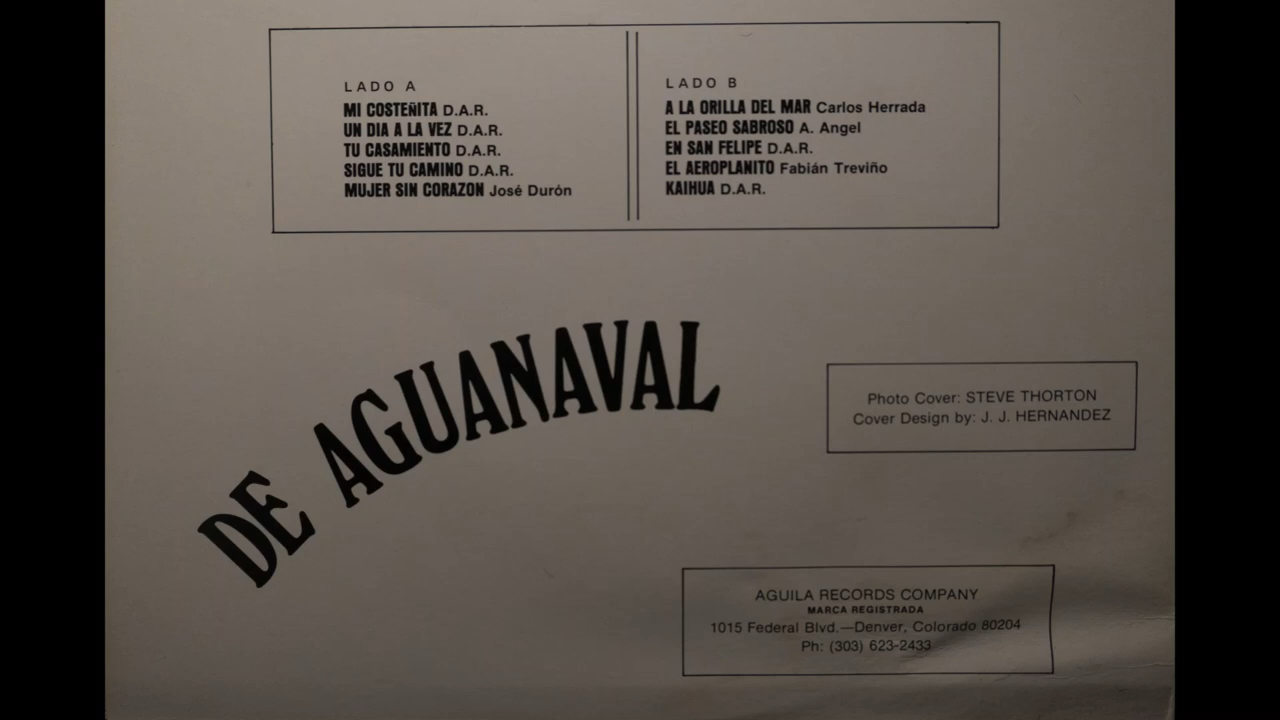 LADO A
MI COSTEÑITA D.A.R.
UN DIA A LA VEZ D.A.R.
TU CASAMIENTO D.A.R.
SIGUE TU CAMINO D.A.R.
MUJER SIN CORAZON José Durón
LADO B
A LA ORILLA DEL MAR Carlos Herrada
EL PASEO SABROSO A. Angel
EN SAN FELIPE D.A.R.
EL AEROPLANITO Fabián Treviño
KAIHUA D.A.R.
DE AGUANAVAL
Photo Cover: STEVE THORTON
Cover Design by: J. J. HERNANDEZ
AGUILA RECORDS COMPANY
MARCA REGISTRADA
1015 Federal Blvd.—Denver, Colorado 80204
Ph: (303) 623-2433